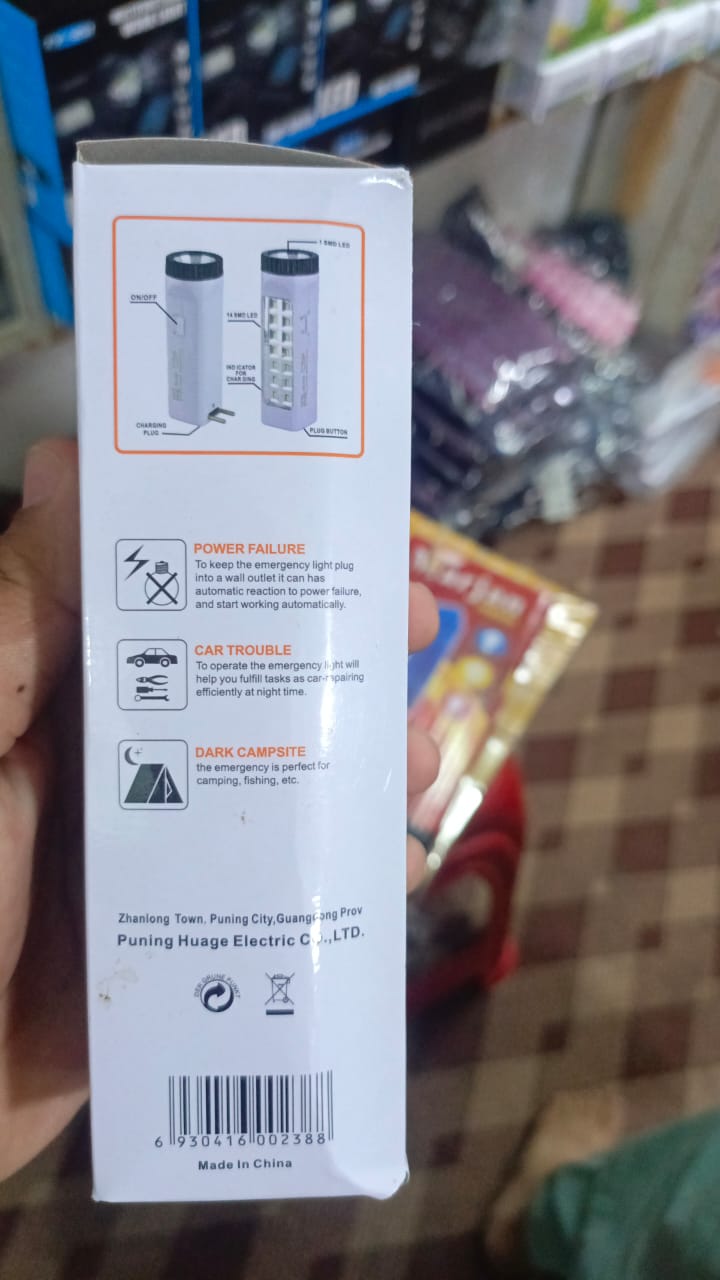 1 SMD LED
ON/OFF
14 SMD LED
INDICATOR
FOR
CHARGING
CHARGING
PLUG
PLUG BUTTON
POWER FAILURE
To keep the emergency light plug
into a wall outlet it can has
automatic reaction to power failure,
and start working automatically.
CAR TROUBLE
To operate the emergency light will
help you fulfill tasks as car-repairing
efficiently at night time.
DARK CAMPSITE
the emergency is perfect for
camping, fishing, etc.
Zhanlong Town, Puning City,Guangdong Prov
Puning Huage Electric CO.,LTD.
DER GRÜNE PUNKT
6 930416 002388
Made In China